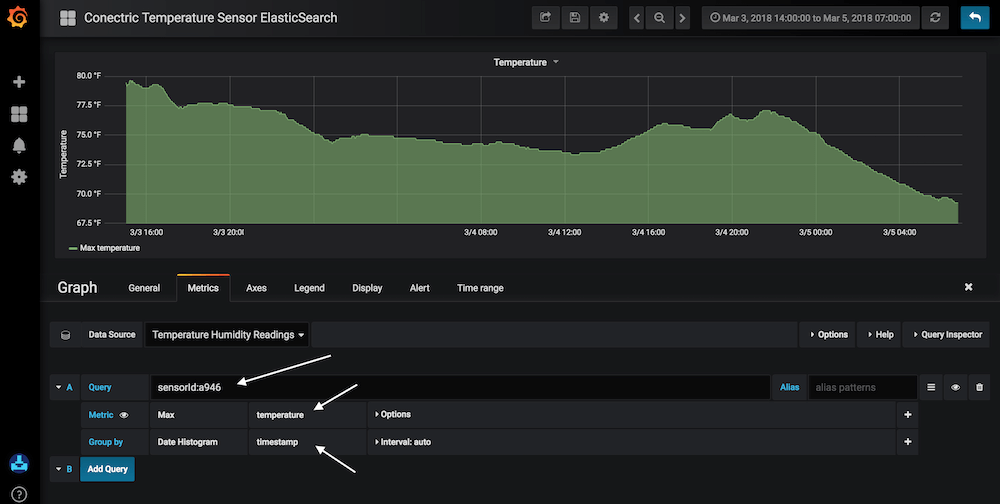 Conectric Temperature Sensor ElasticSearch
Mar 3, 2018 14:00:00 to Mar 5, 2018 07:00:00
Temperature
80.0 °F
77.5 °F
75.0 °F
72.5 °F
70.0 °F
67.5 °F
Temperature
3/3 16:00 3/3 20:00 3/4 08:00 3/4 12:00 3/4 16:00 3/4 20:00 3/5 00:00 3/5 04:00
Max temperature
Graph General Metrics Axes Legend Display Alert Time range
Data Source Temperature Humidity Readings Options Help Query Inspector
A Query sensorId:a946 Alias alias patterns
Metric Max temperature Options
Group by Date Histogram timestamp Interval: auto
B Add Query